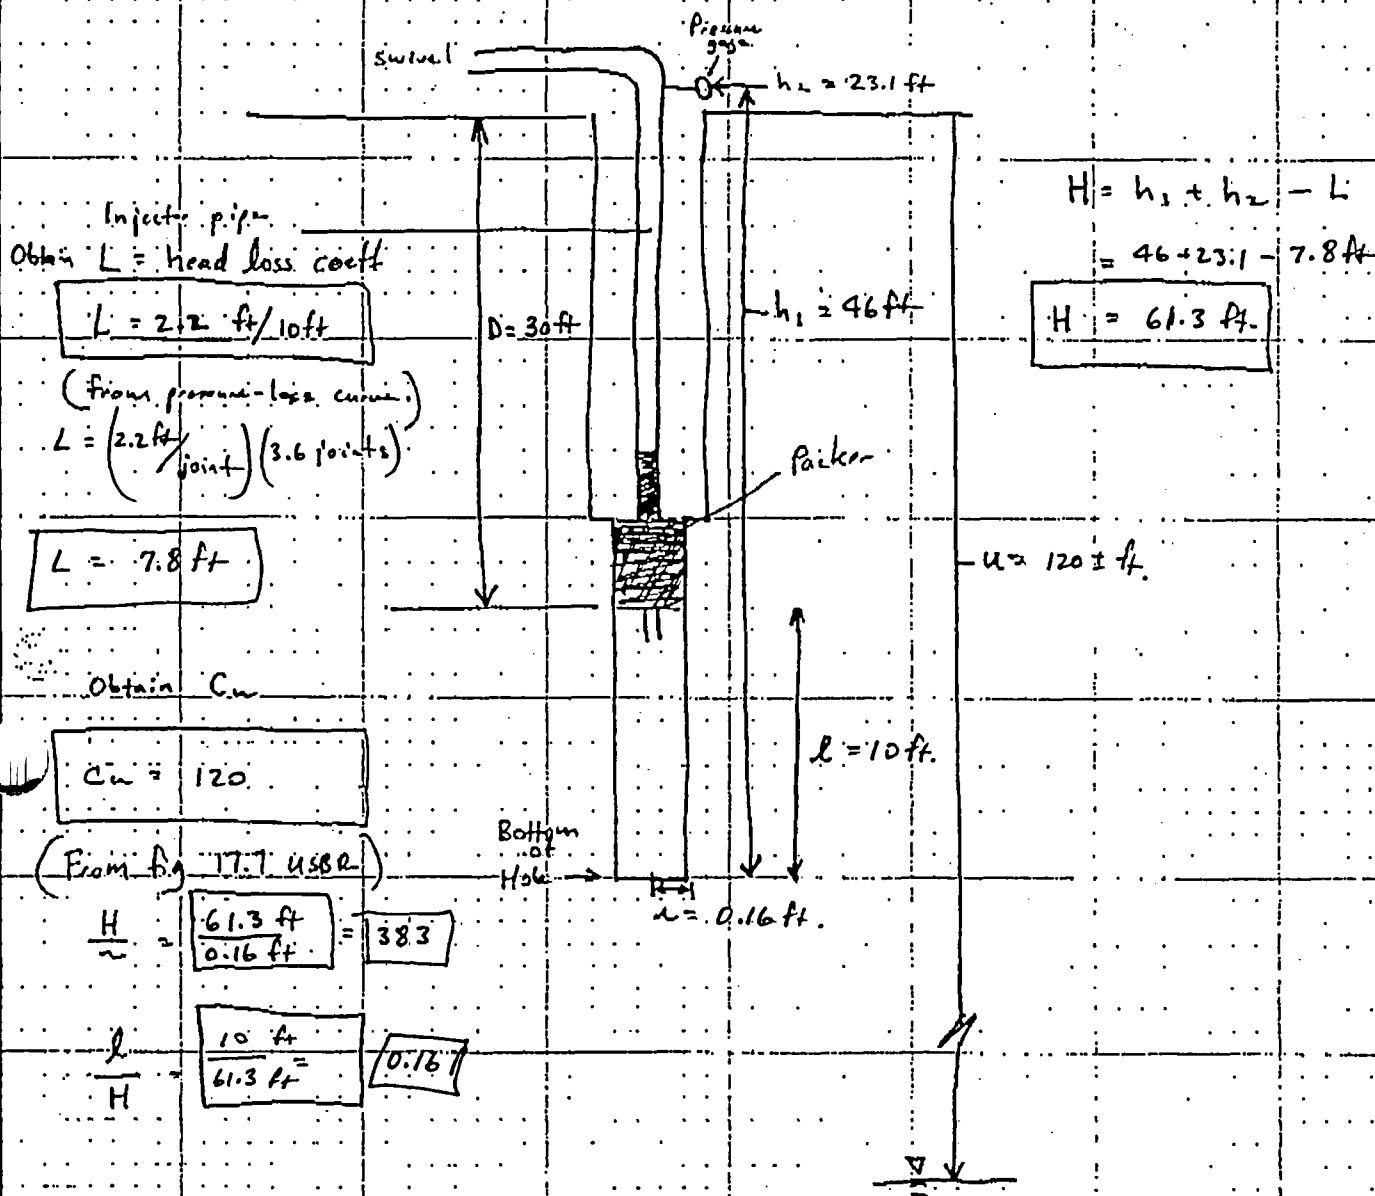 Pressure
gage
swivel
h₂ = 23.1 ft
H = h₁ + h₂ - L
= 46 + 23.1 - 7.8 ft
H = 61.3 ft.
Inject pipe
Obtain L = head loss coeff
L = 2.2 ft/10ft
(from pressure-loss curve.)
L = (2.2 ft/joint)(3.6 joints)
L = 7.8 ft
D = 30 ft
h₁ = 46 ft
Packer
u = 120 ± ft.
Obtain Cu
Cu = 120
(From fig 17.7 USBR)
l = 10 ft.
Bottom
of
Hole
r = 0.16 ft.
H/r = 61.3 ft/0.16 ft = 383
l/H = 10 ft/61.3 ft = 0.16